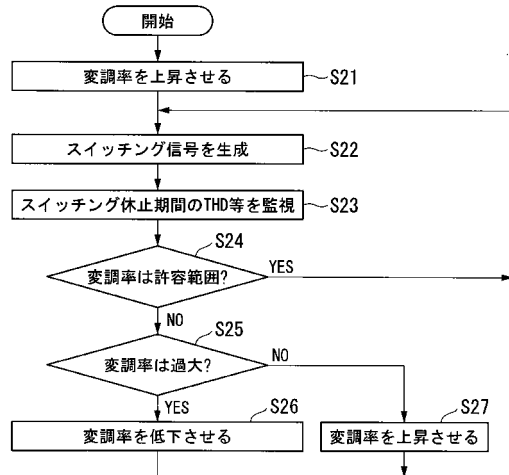 開始
変調率を上昇させる
S21
スイッチング信号を生成
S22
スイッチング休止期間のTHD等を監視
S23
S24
変調率は許容範囲?
YES
NO
S25
変調率は過大?
NO
YES
S26
変調率を低下させる
S27
変調率を上昇させる